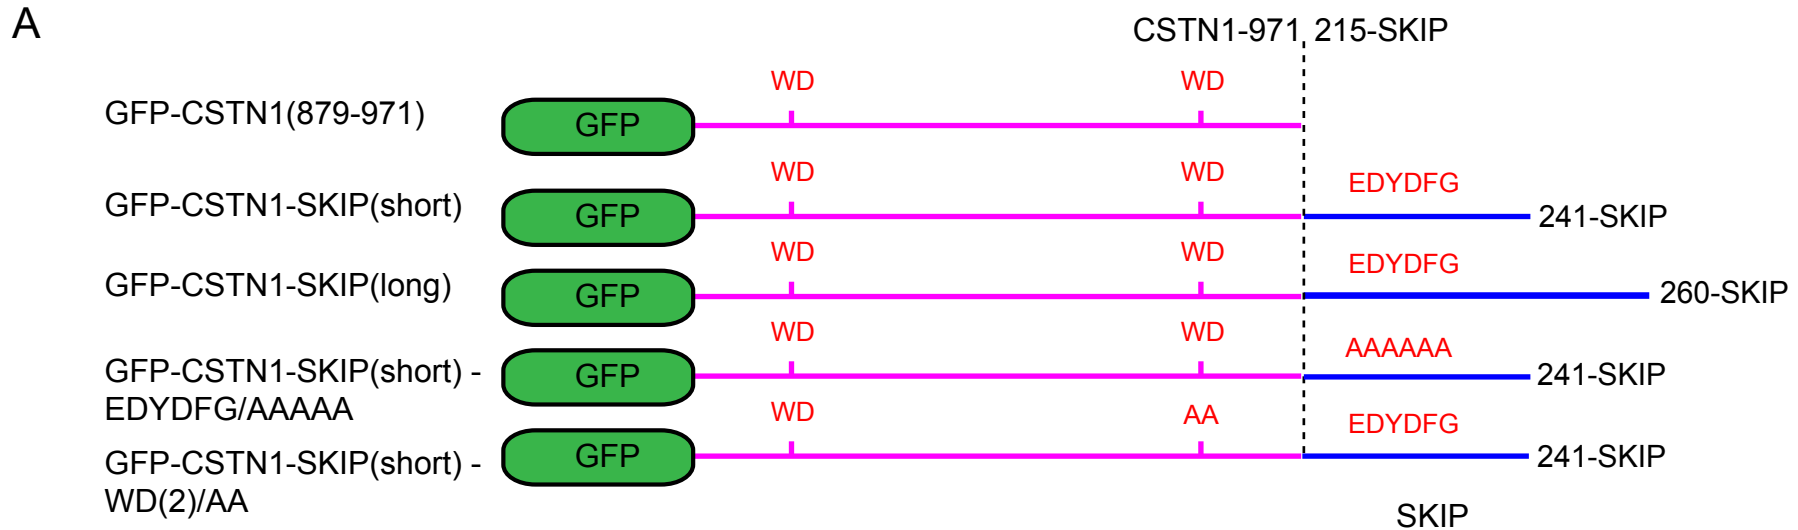 A
CSTN1-971 215-SKIP
WD WD
GFP-CSTN1(879-971) GFP
WD WD EDYDFG
GFP-CSTN1-SKIP(short) GFP 241-SKIP
WD WD EDYDFG
GFP-CSTN1-SKIP(long) GFP 260-SKIP
WD WD AAAAAA
GFP-CSTN1-SKIP(short) - GFP 241-SKIP
EDYDFG/AAAAA
WD AA EDYDFG
GFP-CSTN1-SKIP(short) - GFP 241-SKIP
WD(2)/AA
SKIP